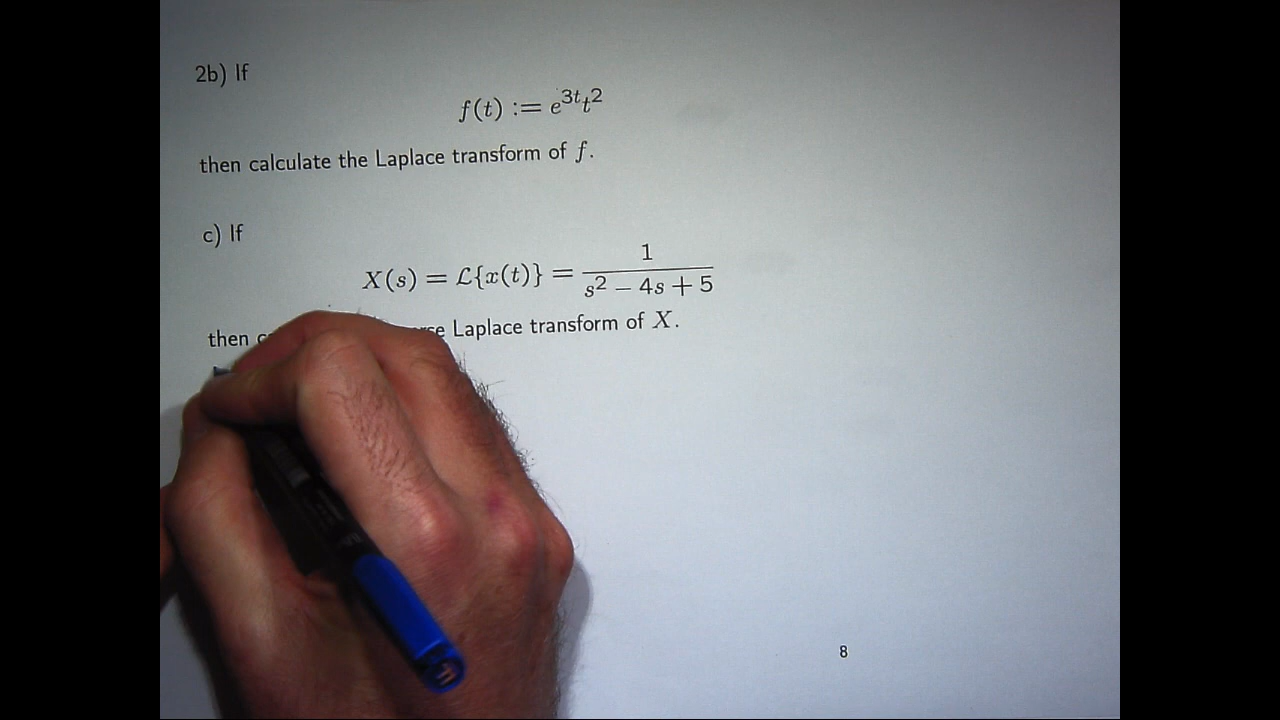 2b) If
f(t) := e^{3t}t^2
then calculate the Laplace transform of f.
c) If
X(s) = ℒ{x(t)} = \frac{1}{s^2 − 4s + 5}
then Laplace transform of X.
8